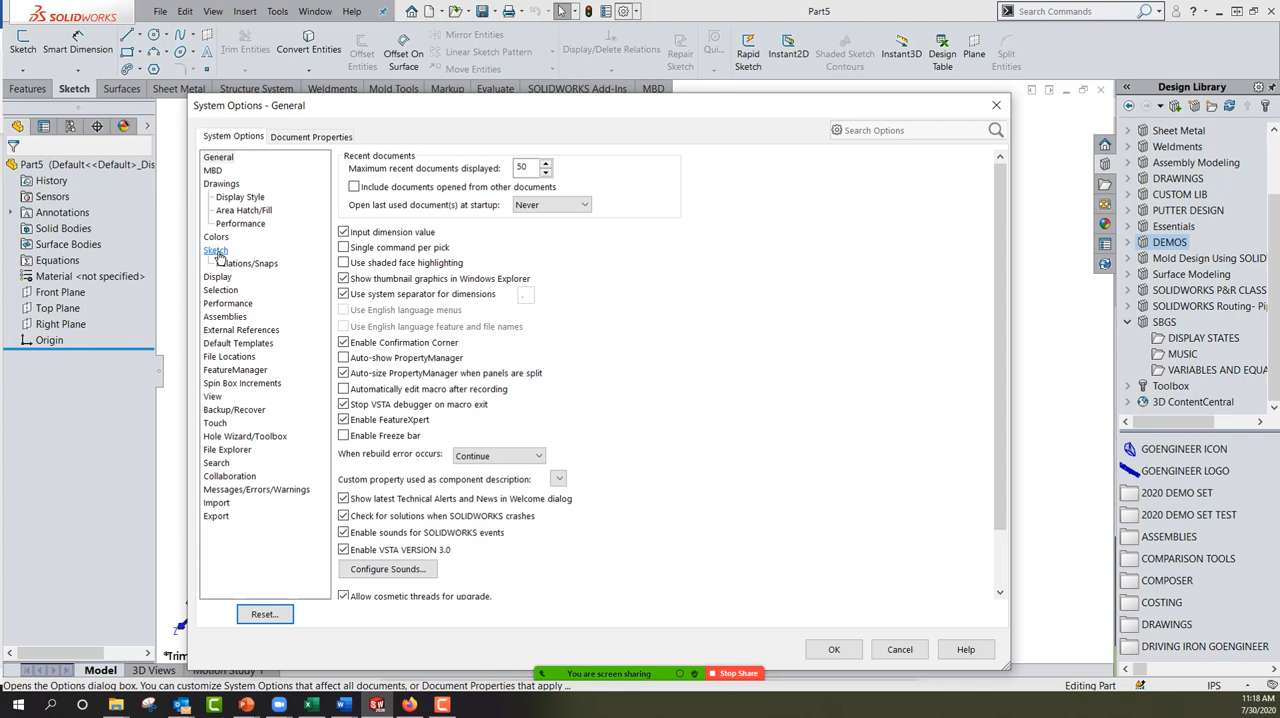 SOLIDWORKS
File Edit View Insert Tools Window Help
Part5
Search Commands
Sketch Smart Dimension Trim Entities Convert Entities Offset Entities Offset On Surface Mirror Entities Linear Sketch Pattern Move Entities Display/Delete Relations Repair Sketch Qui... Rapid Sketch Instant2D Shaded Sketch Contours Instant3D Design Table Plane Split Entities
Features Sketch Surfaces Sheet Metal Structure System Weldments Mold Tools Markup Evaluate SOLIDWORKS Add-Ins MBD
Part5 (Default<<Default>_Dis
History
Sensors
Annotations
Solid Bodies
Surface Bodies
Equations
Material <not specified>
Front Plane
Top Plane
Right Plane
Origin
System Options - General
System Options Document Properties
Search Options
General
MBD
Drawings
Display Style
Area Hatch/Fill
Performance
Colors
Sketch
lations/Snaps
Display
Selection
Performance
Assemblies
External References
Default Templates
File Locations
FeatureManager
Spin Box Increments
View
Backup/Recover
Touch
Hole Wizard/Toolbox
File Explorer
Search
Collaboration
Messages/Errors/Warnings
Import
Export
Reset...
Recent documents
Maximum recent documents displayed: 50
Include documents opened from other documents
Open last used document(s) at startup: Never
Input dimension value
Single command per pick
Use shaded face highlighting
Show thumbnail graphics in Windows Explorer
Use system separator for dimensions .
Use English language menus
Use English language feature and file names
Enable Confirmation Corner
Auto-show PropertyManager
Auto-size PropertyManager when panels are split
Automatically edit macro after recording
Stop VSTA debugger on macro exit
Enable FeatureXpert
Enable Freeze bar
When rebuild error occurs: Continue
Custom property used as component description:
Show latest Technical Alerts and News in Welcome dialog
Check for solutions when SOLIDWORKS crashes
Enable sounds for SOLIDWORKS events
Enable VSTA VERSION 3.0
Configure Sounds...
Allow cosmetic threads for upgrade.
OK Cancel Help
Design Library
Sheet Metal
Weldments
Assembly Modeling
DRAWINGS
CUSTOM LIB
PUTTER DESIGN
Essentials
DEMOS
Mold Design Using SOLID
Surface Modeling
SOLIDWORKS P&R CLASS
SOLIDWORKS Routing- Pip
SBGS
DISPLAY STATES
MUSIC
VARIABLES AND EQUA
Toolbox
3D ContentCentral
GOENGINEER ICON
GOENGINEER LOGO
2020 DEMO SET
2020 DEMO SET TEST
ASSEMBLIES
COMPARISON TOOLS
COMPOSER
COSTING
DRAWINGS
DRIVING IRON GOENGINEER
Z
*Trim
Model 3D Views Motion Study 1
You are screen sharing Stop Share
Opens the Options dialog box. You can customize System Options that affect all documents, or Document Properties that apply ...
Editing Part IPS
11:18 AM
7/30/2020